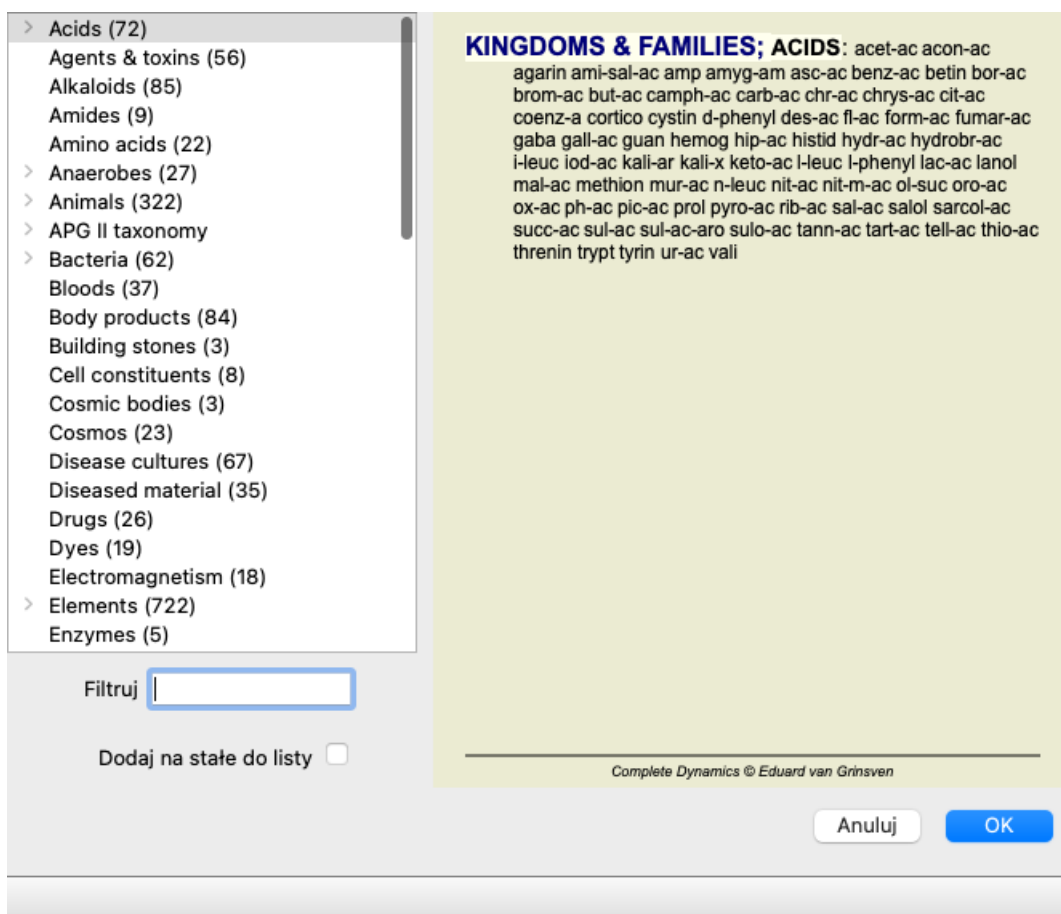 Acids (72)
Agents & toxins (56)
Alkaloids (85)
Amides (9)
Amino acids (22)
Anaerobes (27)
Animals (322)
APG II taxonomy
Bacteria (62)
Bloods (37)
Body products (84)
Building stones (3)
Cell constituents (8)
Cosmic bodies (3)
Cosmos (23)
Disease cultures (67)
Diseased material (35)
Drugs (26)
Dyes (19)
Electromagnetism (18)
Elements (722)
Enzymes (5)
Filtruj
Dodaj na stałe do listy
KINGDOMS & FAMILIES; ACIDS: acet-ac acon-ac
agarin ami-sal-ac amp amyg-am asc-ac benz-ac betin bor-ac
brom-ac but-ac camph-ac carb-ac chr-ac chrys-ac cit-ac
coenz-a cortico cystin d-phenyl des-ac fl-ac form-ac fumar-ac
gaba gall-ac guan hemog hip-ac histid hydr-ac hydrobr-ac
i-leuc iod-ac kali-ar kali-x keto-ac l-leuc l-phenyl lac-ac lanol
mal-ac methion mur-ac n-leuc nit-ac nit-m-ac ol-suc oro-ac
ox-ac ph-ac pic-ac prol pyro-ac rib-ac sal-ac salol sarcol-ac
succ-ac sul-ac sul-ac-aro sulo-ac tann-ac tart-ac tell-ac thio-ac
threnin trypt tyrin ur-ac vali
Complete Dynamics © Eduard van Grinsven
Anuluj
OK